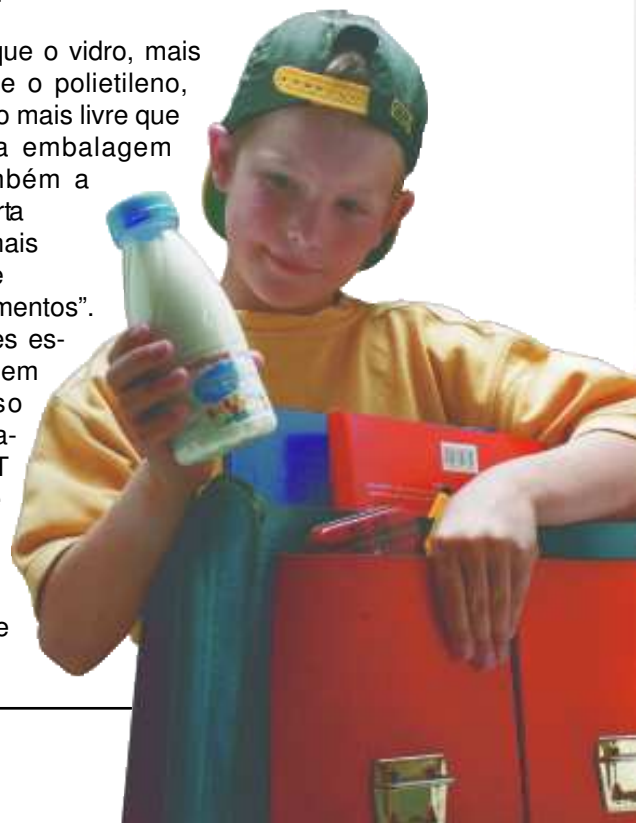 que o vidro, mais
e o polietileno,
o mais livre que
a embalagem
mbém a
rta
nais
e
mentos”.
es es-
em
so
a-
T
e